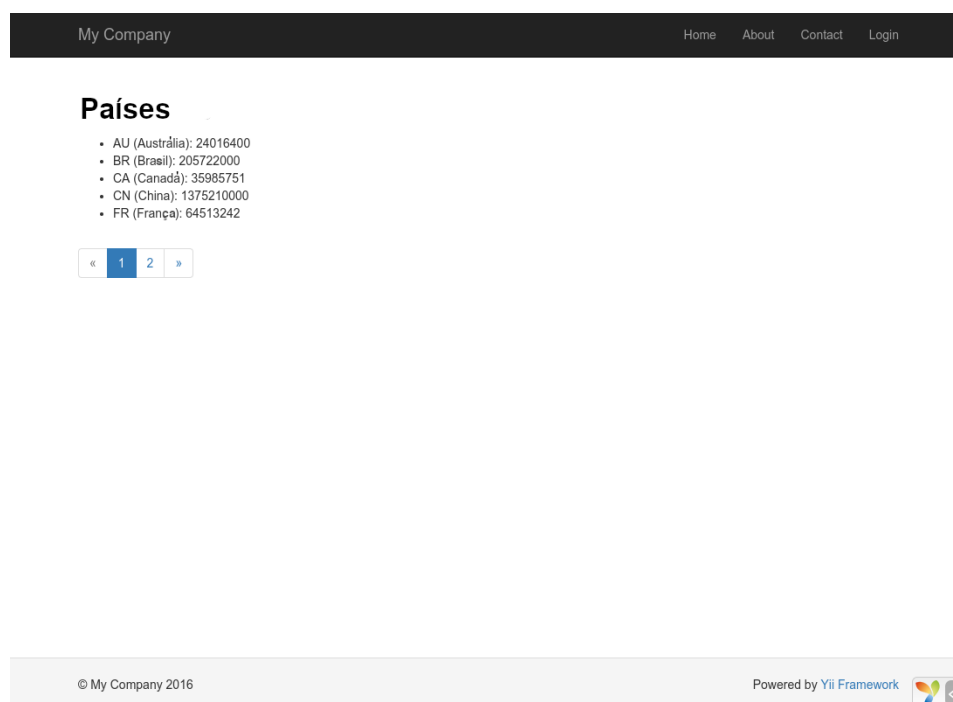 My Company Home About Contact Login
Países
• AU (Austrália): 24016400
• BR (Brasil): 205722000
• CA (Canadá): 35985751
• CN (China): 1375210000
• FR (França): 64513242
« 1 2 »
© My Company 2016 Powered by Yii Framework